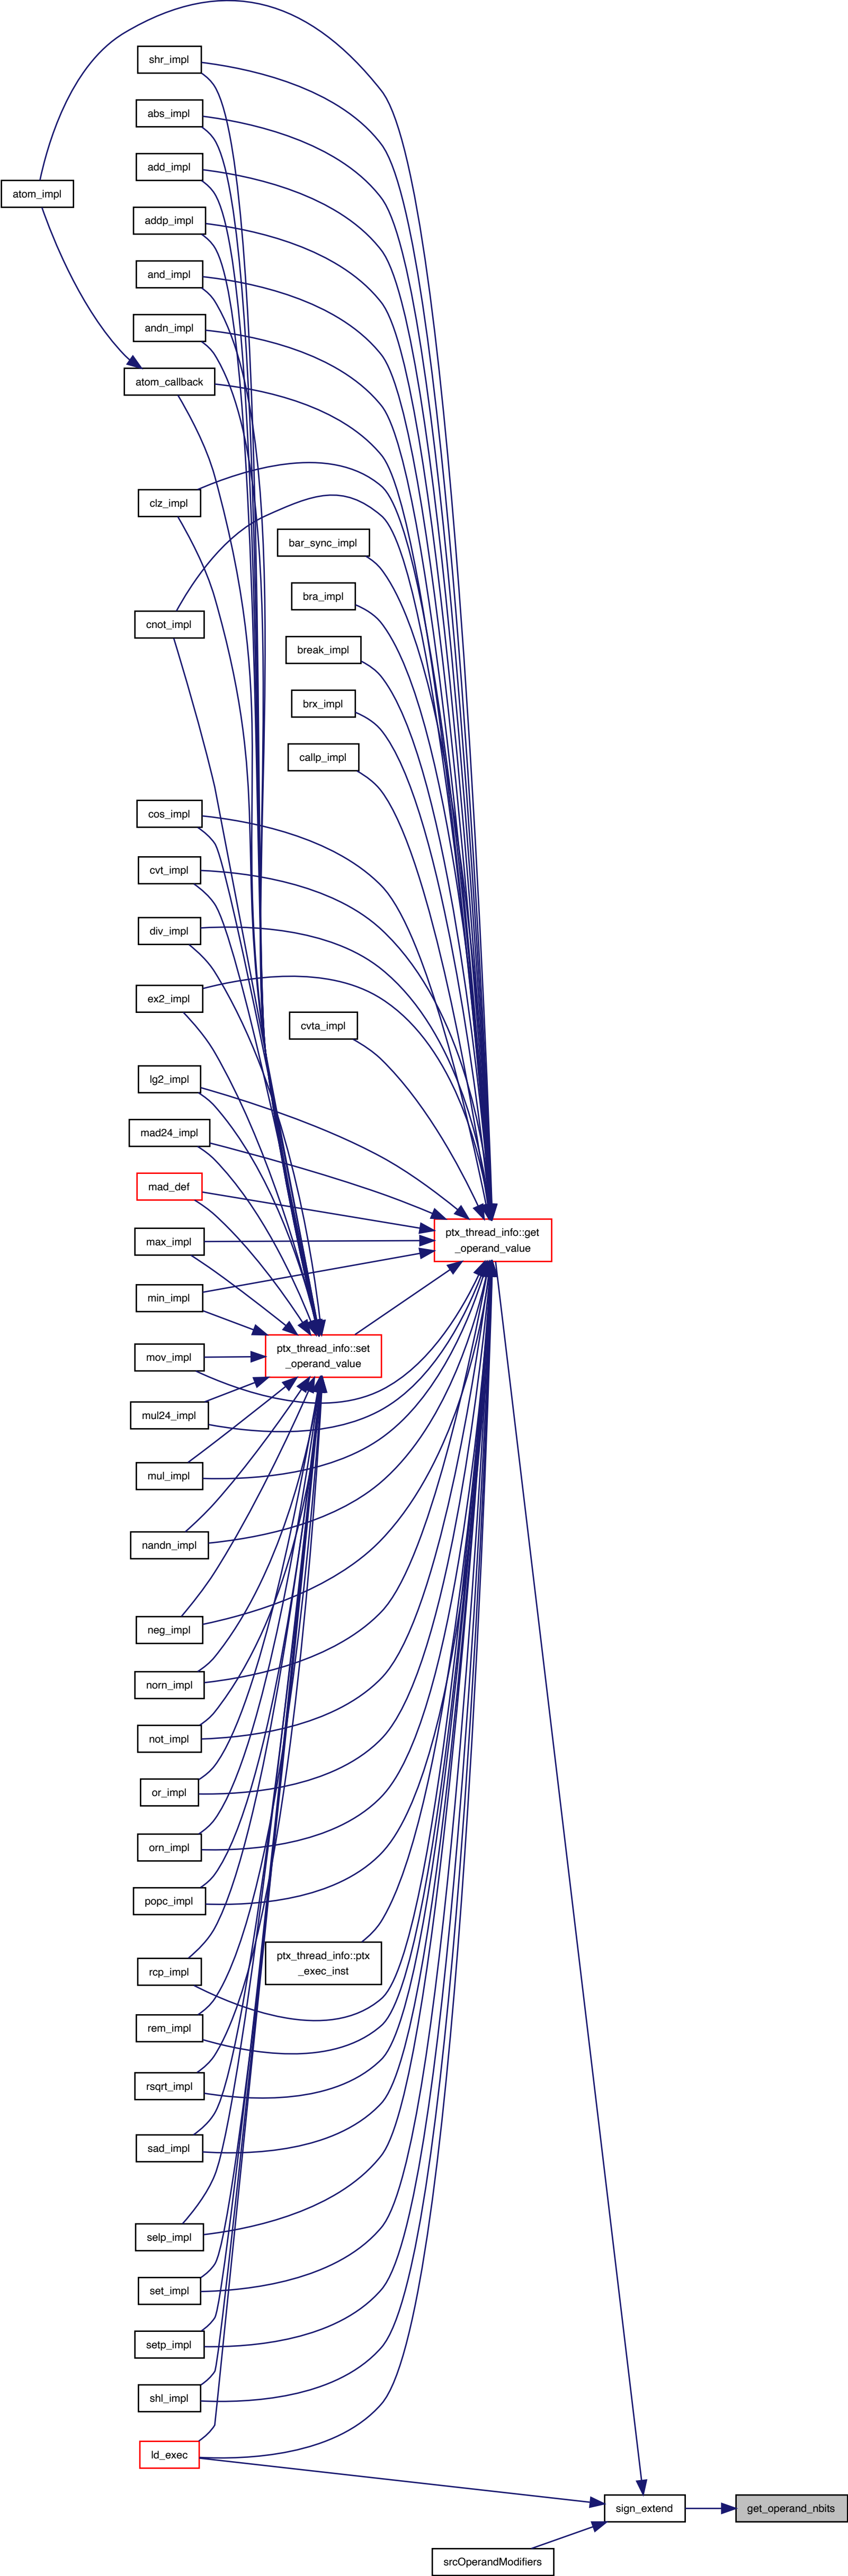 shr_impl
abs_impl
add_impl
atom_impl
addp_impl
and_impl
andn_impl
atom_callback
clz_impl
bar_sync_impl
bra_impl
cnot_impl
break_impl
brx_impl
callp_impl
cos_impl
cvt_impl
div_impl
ex2_impl
cvta_impl
lg2_impl
mad24_impl
mad_def
ptx_thread_info::get
_operand_value
max_impl
min_impl
ptx_thread_info::set
_operand_value
mov_impl
mul24_impl
mul_impl
nandn_impl
neg_impl
norn_impl
not_impl
or_impl
orn_impl
popc_impl
ptx_thread_info::ptx
_exec_inst
rcp_impl
rem_impl
rsqrt_impl
sad_impl
selp_impl
set_impl
setp_impl
shl_impl
ld_exec
sign_extend
get_operand_nbits
srcOperandModifiers